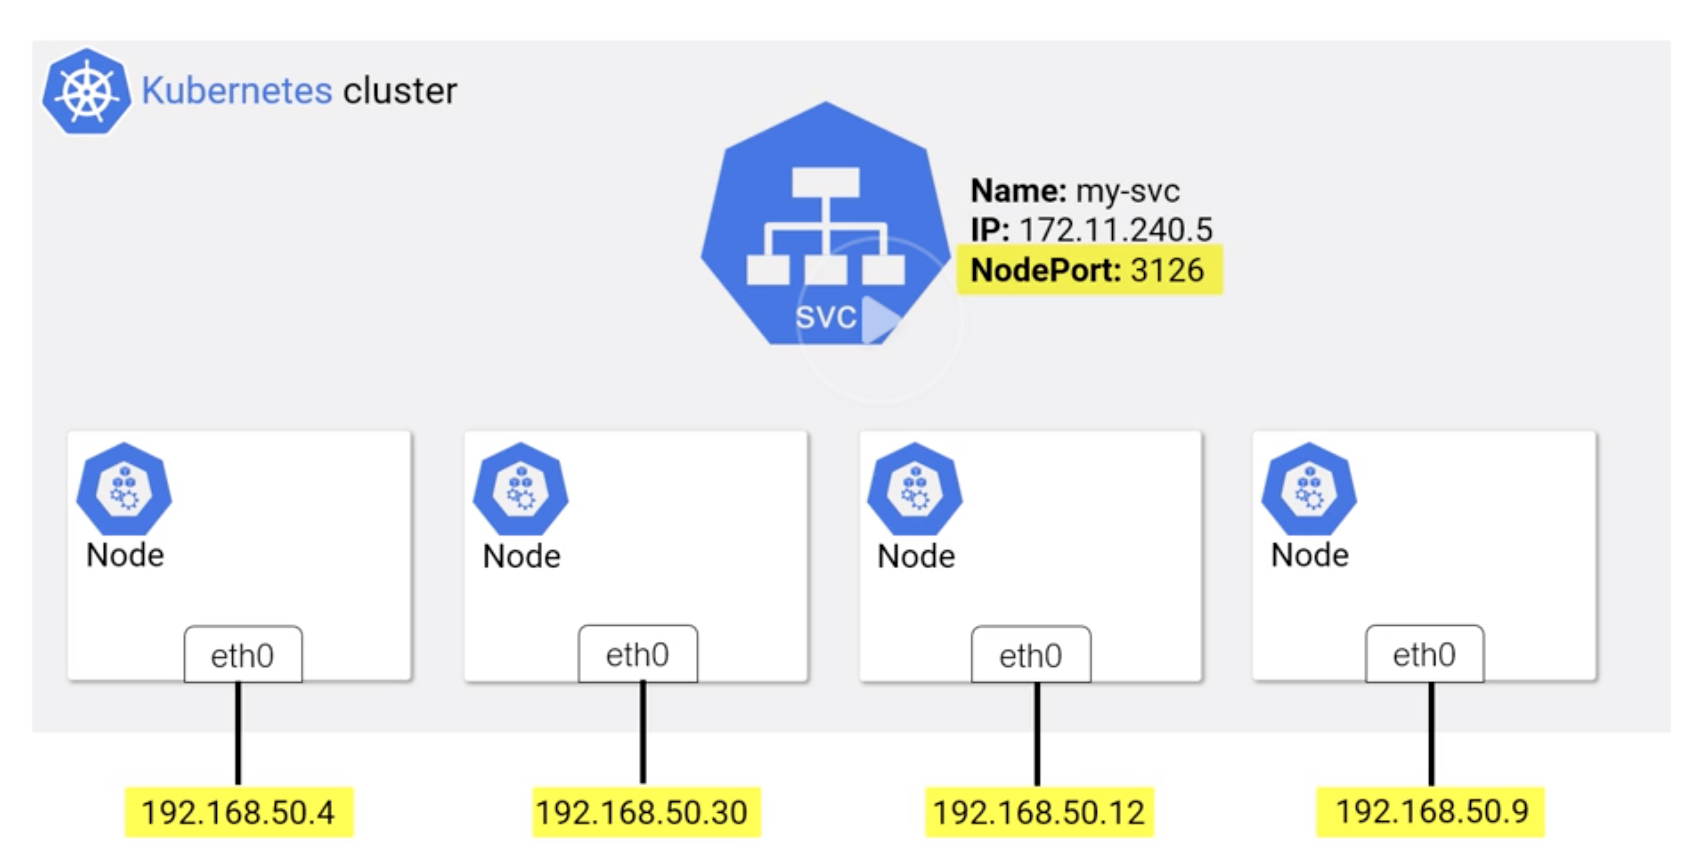 Kubernetes cluster
Name: my-svc
IP: 172.11.240.5
NodePort: 3126
svc
Node
Node
Node
Node
eth0
eth0
eth0
eth0
192.168.50.4
192.168.50.30
192.168.50.12
192.168.50.9